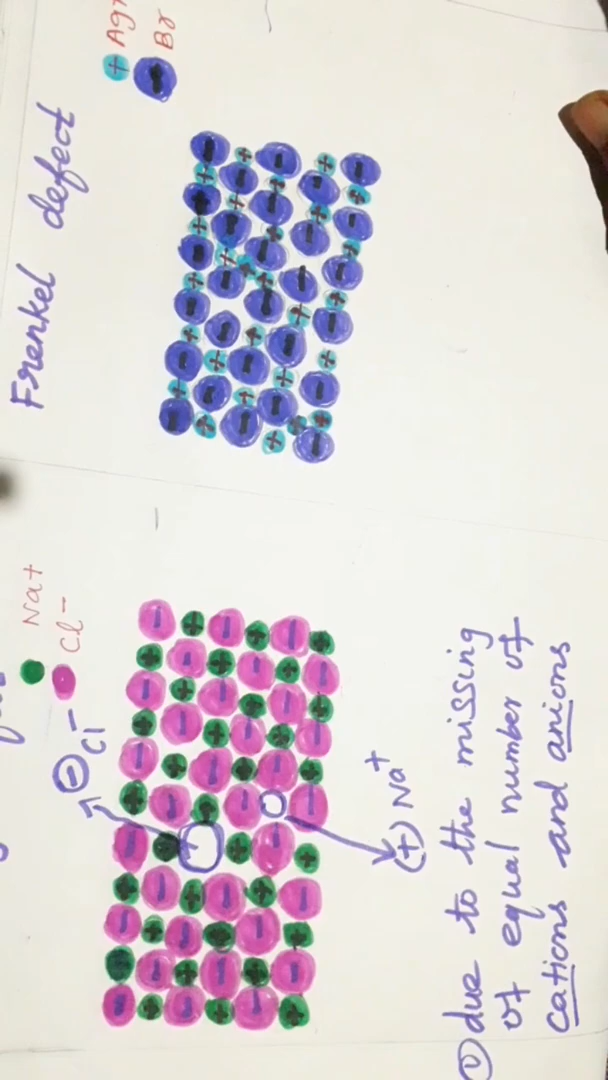 Frenkel defect
Ag+
Br
Na+
Cl-
⊖ Cl-
(+) Na+
① due to the missing
of equal number of
cations and anions